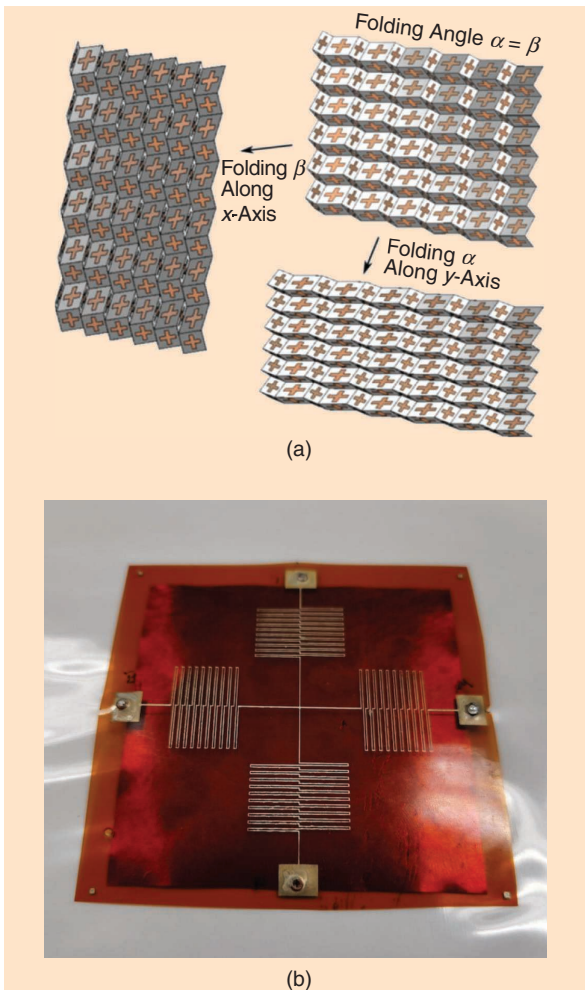 Folding Angle α = β
Folding β
Along
x-Axis
Folding α
Along y-Axis
(a)
(b)